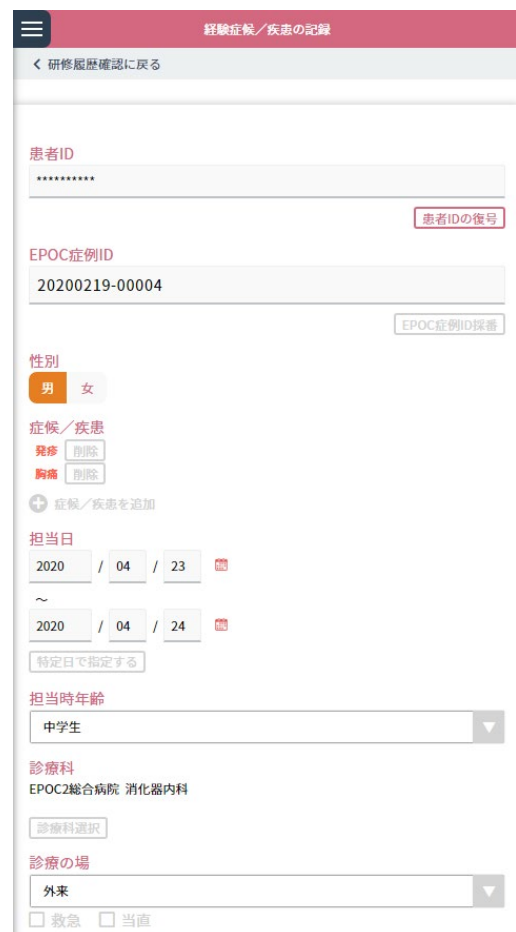 経験症候／疾患の記録
研修履歴確認に戻る
患者ID
**********
患者IDの復号
EPOC症例ID
20200219-00004
EPOC症例ID採番
性別
男 女
症候／疾患
発疹 削除
胸痛 削除
症候／疾患を追加
担当日
2020 / 04 / 23
～
2020 / 04 / 24
特定日で指定する
担当時年齢
中学生
診療科
EPOC2総合病院 消化器内科
診療科選択
診療の場
外来
救急 当直